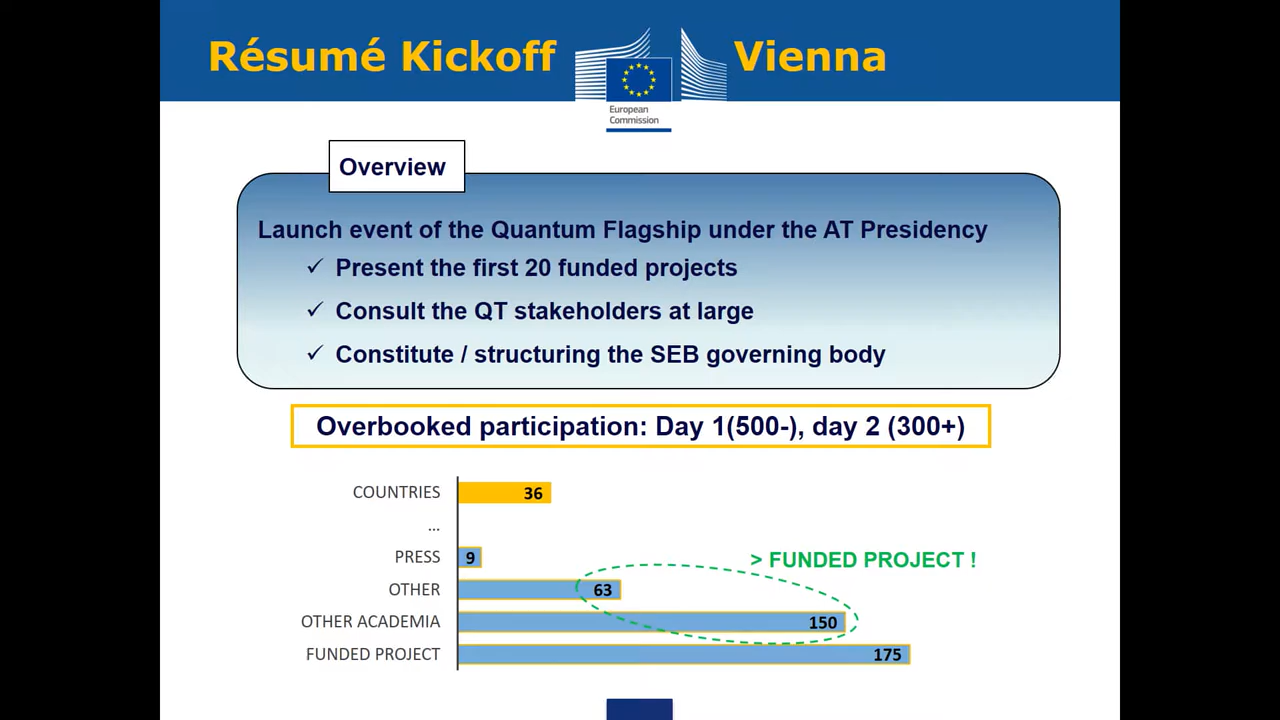 Résumé Kickoff Vienna
European
Commission
Overview
Launch event of the Quantum Flagship under the AT Presidency
✓ Present the first 20 funded projects
✓ Consult the QT stakeholders at large
✓ Constitute / structuring the SEB governing body
Overbooked participation: Day 1(500-), day 2 (300+)
COUNTRIES 36
...
PRESS 9
> FUNDED PROJECT !
OTHER 63
OTHER ACADEMIA 150
FUNDED PROJECT 175